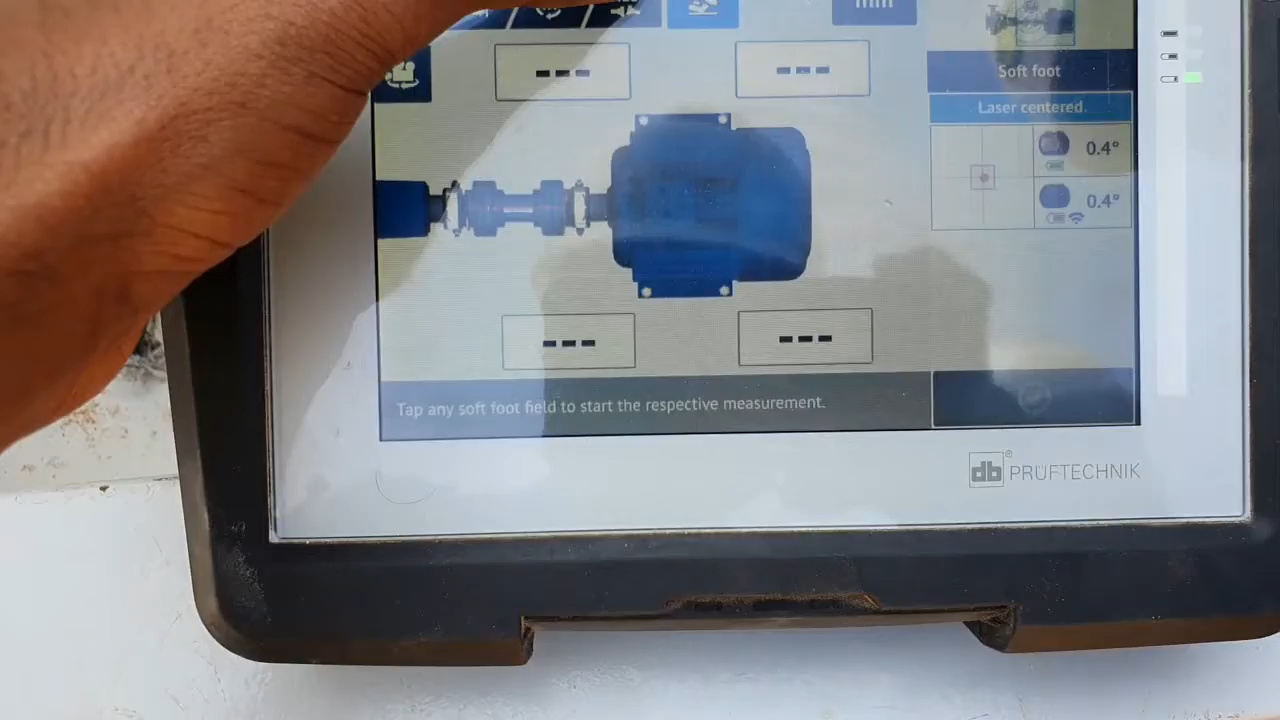 mm
--- ---
Soft foot
Laser centered
0.4°
0.4°
--- ---
Tap any soft foot field to start the respective measurement.
db ® PRÜFTECHNIK